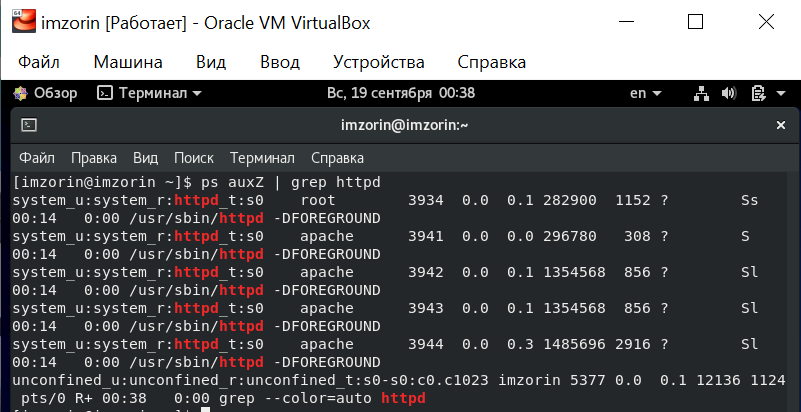 64
imzorin [Работает] - Oracle VM VirtualBox
Файл Машина Вид Ввод Устройства Справка
Обзор Терминал Вс, 19 сентября 00:38 en
imzorin@imzorin:~
Файл Правка Вид Поиск Терминал Справка
[imzorin@imzorin ~]$ ps auxZ | grep httpd
system_u:system_r:httpd_t:s0 root 3934 0.0 0.1 282900 1152 ? Ss
00:14 0:00 /usr/sbin/httpd -DFOREGROUND
system_u:system_r:httpd_t:s0 apache 3941 0.0 0.0 296780 308 ? S
00:14 0:00 /usr/sbin/httpd -DFOREGROUND
system_u:system_r:httpd_t:s0 apache 3942 0.0 0.1 1354568 856 ? Sl
00:14 0:00 /usr/sbin/httpd -DFOREGROUND
system_u:system_r:httpd_t:s0 apache 3943 0.0 0.1 1354568 856 ? Sl
00:14 0:00 /usr/sbin/httpd -DFOREGROUND
system_u:system_r:httpd_t:s0 apache 3944 0.0 0.3 1485696 2916 ? Sl
00:14 0:00 /usr/sbin/httpd -DFOREGROUND
unconfined_u:unconfined_r:unconfined_t:s0-s0:c0.c1023 imzorin 5377 0.0 0.1 12136 1124
pts/0 R+ 00:38 0:00 grep --color=auto httpd